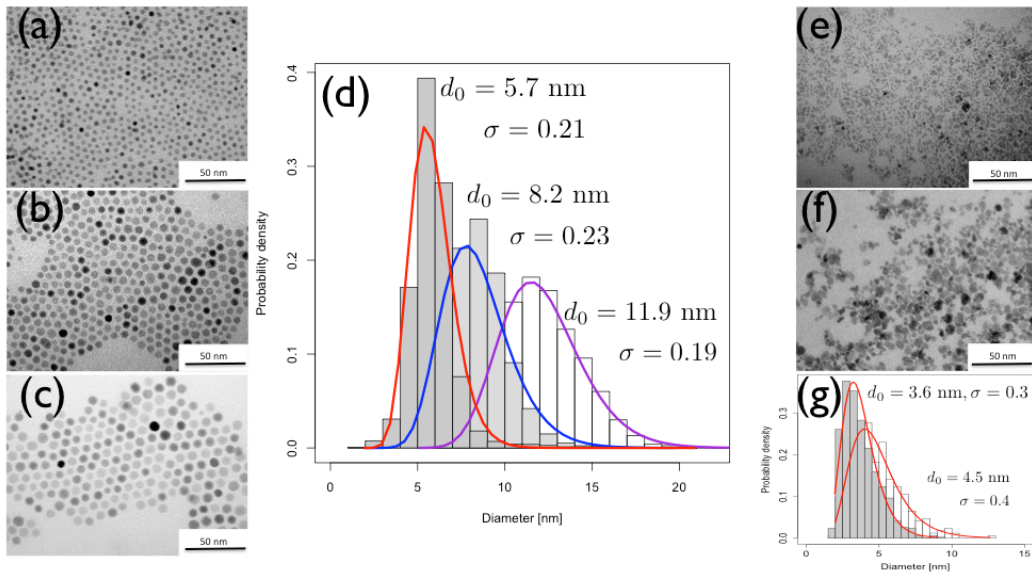 (a)
50 nm
(b)
50 nm
(c)
50 nm
(d)
d₀ = 5.7 nm
σ = 0.21
d₀ = 8.2 nm
σ = 0.23
d₀ = 11.9 nm
σ = 0.19
Probability density
0.0
0.1
0.2
0.3
0.4
0
5
10
15
20
Diameter [nm]
(e)
50 nm
(f)
50 nm
(g)
d₀ = 3.6 nm, σ = 0.3
d₀ = 4.5 nm
σ = 0.4
Probability density
0.0
0.1
0.2
0.3
0
5
10
15
Diameter [nm]